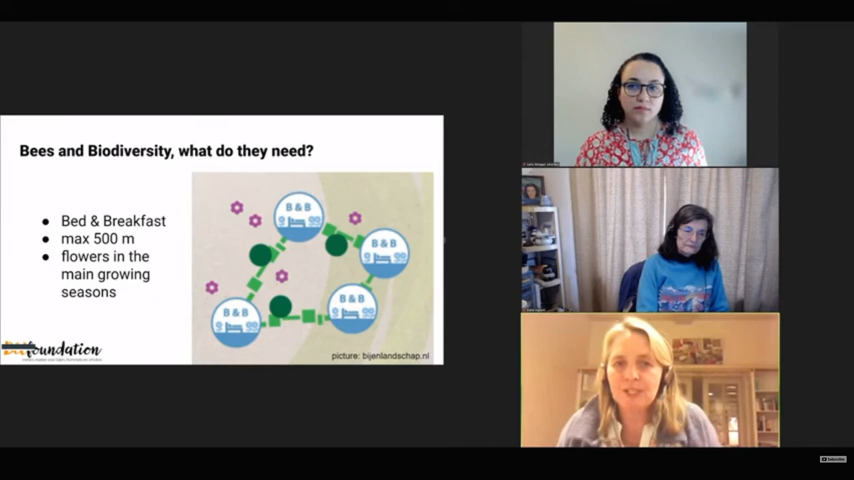 Bees and Biodiversity, what do they need?
Bed & Breakfast
max 500 m
flowers in the
main growing
seasons
B & B
B & B
B & B
B & B
foundation
picture: bijenlandschap.nl
Subscribe